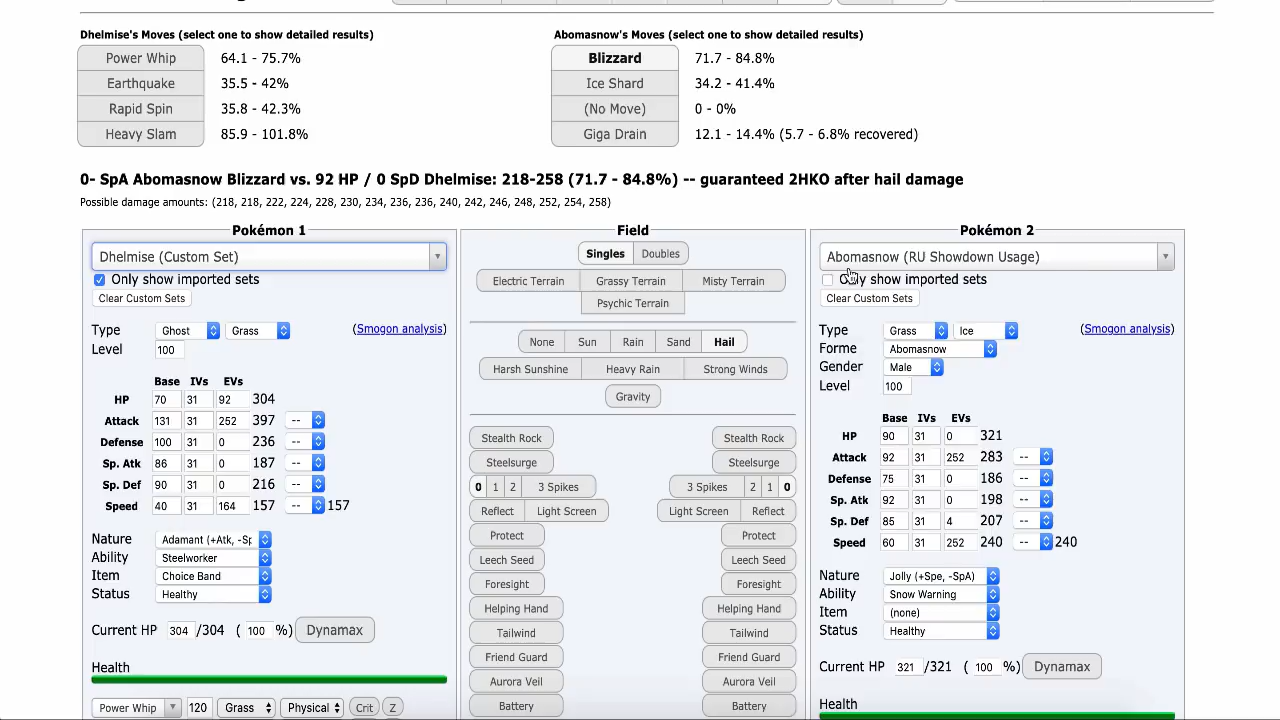 Dhelmise's Moves (select one to show detailed results)
Power Whip 64.1 - 75.7%
Earthquake 35.5 - 42%
Rapid Spin 35.8 - 42.3%
Heavy Slam 85.9 - 101.8%
Abomasnow's Moves (select one to show detailed results)
Blizzard 71.7 - 84.8%
Ice Shard 34.2 - 41.4%
(No Move) 0 - 0%
Giga Drain 12.1 - 14.4% (5.7 - 6.8% recovered)
0- SpA Abomasnow Blizzard vs. 92 HP / 0 SpD Dhelmise: 218-258 (71.7 - 84.8%) -- guaranteed 2HKO after hail damage
Possible damage amounts: (218, 218, 222, 224, 228, 230, 234, 236, 236, 240, 242, 246, 248, 252, 254, 258)
Pokémon 1
Dhelmise (Custom Set)
Only show imported sets
Clear Custom Sets
Type Ghost Grass (Smogon analysis)
Level 100
Base IVs EVs
HP 70 31 92 304
Attack 131 31 252 397 --
Defense 100 31 0 236 --
Sp. Atk 86 31 0 187 --
Sp. Def 90 31 0 216 --
Speed 40 31 164 157 -- 157
Nature Adamant (+Atk, -Sp
Ability Steelworker
Item Choice Band
Status Healthy
Current HP 304 /304 ( 100 %) Dynamax
Health
Power Whip 120 Grass Physical Crit Z
Field
Singles Doubles
Electric Terrain Grassy Terrain Misty Terrain
Psychic Terrain
None Sun Rain Sand Hail
Harsh Sunshine Heavy Rain Strong Winds
Gravity
Stealth Rock Stealth Rock
Steelsurge Steelsurge
0 1 2 3 Spikes 3 Spikes 2 1 0
Reflect Light Screen Light Screen Reflect
Protect Protect
Leech Seed Leech Seed
Foresight Foresight
Helping Hand Helping Hand
Tailwind Tailwind
Friend Guard Friend Guard
Aurora Veil Aurora Veil
Battery Battery
Pokémon 2
Abomasnow (RU Showdown Usage)
Only show imported sets
Clear Custom Sets
Type Grass Ice (Smogon analysis)
Forme Abomasnow
Gender Male
Level 100
Base IVs EVs
HP 90 31 0 321
Attack 92 31 252 283 --
Defense 75 31 0 186 --
Sp. Atk 92 31 0 198 --
Sp. Def 85 31 4 207 --
Speed 60 31 252 240 -- 240
Nature Jolly (+Spe, -SpA)
Ability Snow Warning
Item (none)
Status Healthy
Current HP 321 /321 ( 100 %) Dynamax
Health